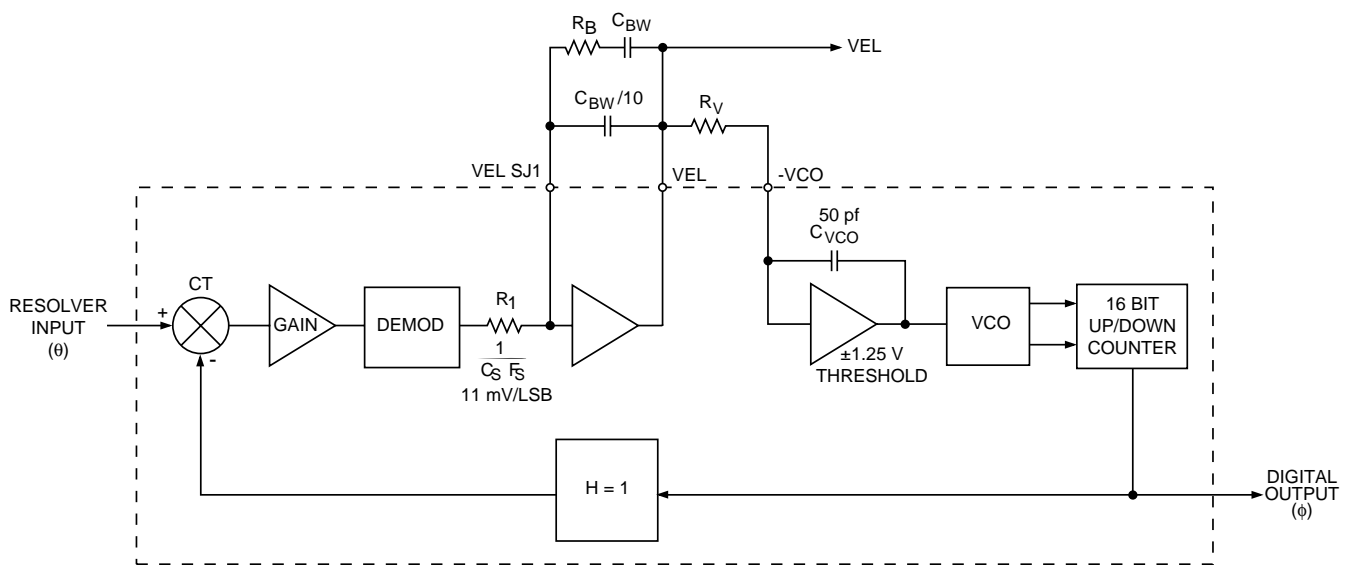 R_B C_BW
VEL
C_BW/10
R_V
VEL SJ1
VEL
-VCO
50 pf
C_VCO
CT
RESOLVER
INPUT
(θ)
+
-
GAIN
DEMOD
R_1
1
C_S F_S
11 mV/LSB
±1.25 V
THRESHOLD
VCO
16 BIT
UP/DOWN
COUNTER
H = 1
DIGITAL
OUTPUT
(ϕ)